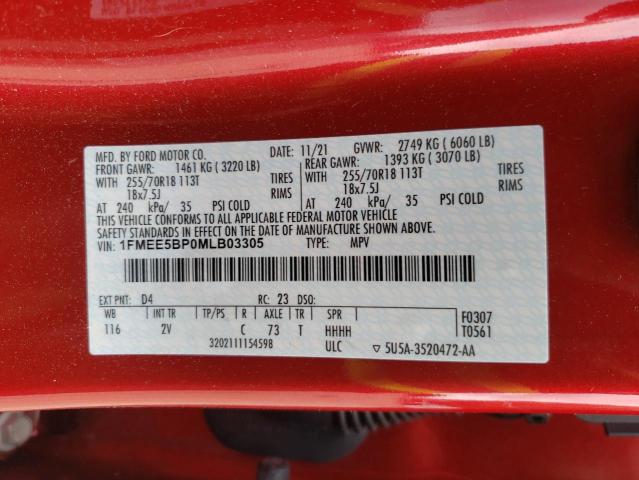 MFD. BY FORD MOTOR CO.
DATE: 11/21 GVWR: 2749 KG ( 6060 LB)
FRONT GAWR: 1461 KG ( 3220 LB) REAR GAWR: 1393 KG ( 3070 LB)
WITH 255/70R18 113T TIRES WITH 255/70R18 113T TIRES
18x7.5J RIMS 18x7.5J RIMS
AT 240 kPa/ 35 PSI COLD AT 240 kPa/ 35 PSI COLD
THIS VEHICLE CONFORMS TO ALL APPLICABLE FEDERAL MOTOR VEHICLE
SAFETY STANDARDS IN EFFECT ON THE DATE OF MANUFACTURE SHOWN ABOVE.
VIN: 1FMEE5BP0MLB03305 TYPE: MPV
EXT PNT: D4 RC: 23 DSO:
WB INT TR TP/PS R AXLE TR SPR F0307
116 2V C 73 T HHHH T0561
3202111154598 ULC ▽ 5U5A-3520472-AA